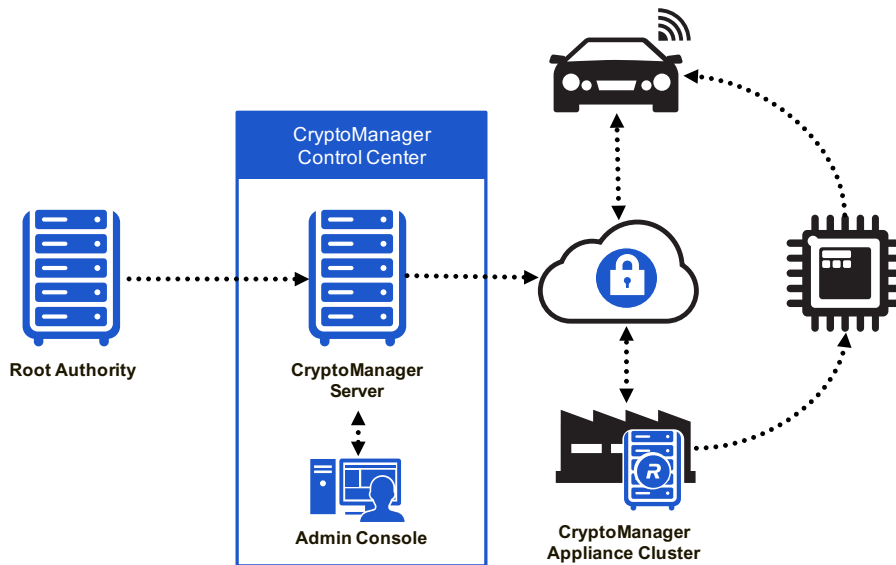 CryptoManager
Control Center
Root Authority
CryptoManager
Server
Admin Console
R
CryptoManager
Appliance Cluster